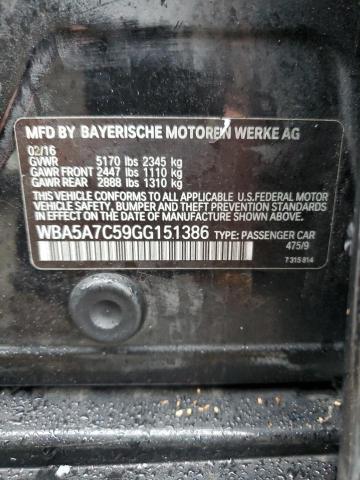 MFD BY BAYERISCHE MOTOREN WERKE AG
02/16
GVWR 5170 lbs 2345 kg
GAWR FRONT 2447 lbs 1110 kg
GAWR REAR 2888 lbs 1310 kg
THIS VEHICLE CONFORMS TO ALL APPLICABLE U.S. FEDERAL MOTOR
VEHICLE SAFETY, BUMPER, AND THEFT PREVENTION STANDARDS
IN EFFECT ON THE DATE OF MANUFACTURE SHOWN ABOVE.
WBA5A7C59GG151386 TYPE: PASSENGER CAR
475/9
7 315 814